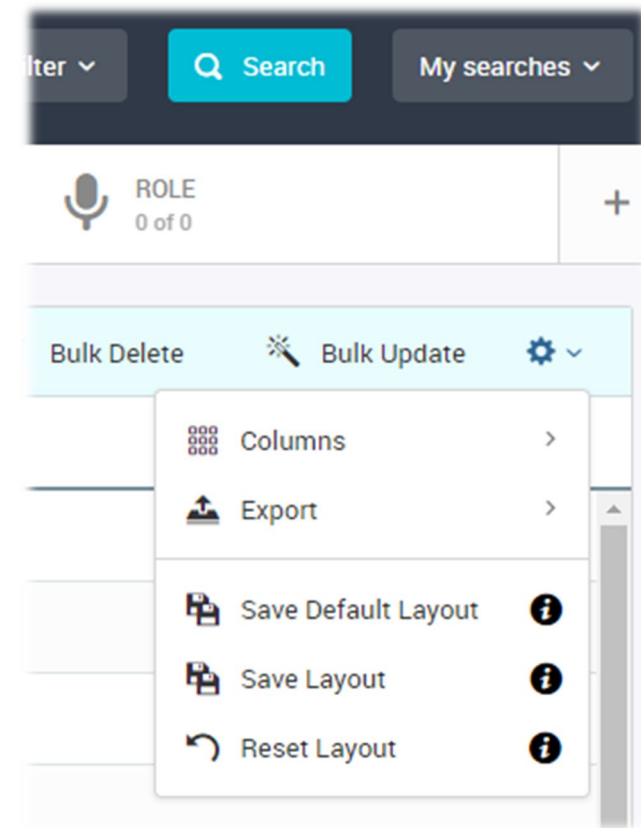 Search
My searches
ROLE
0 of 0
Bulk Delete
Bulk Update
Columns
Export
Save Default Layout
Save Layout
Reset Layout